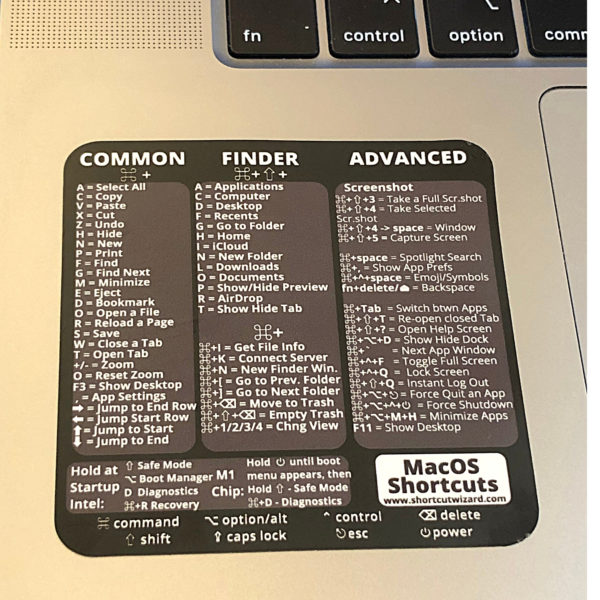 fn
control
option
comm
COMMON
⌘ +
A = Select All
C = Copy
V = Paste
X = Cut
Z = Undo
H = Hide
N = New
P = Print
F = Find
G = Find Next
M = Minimize
E = Eject
D = Bookmark
O = Open a File
R = Reload a Page
S = Save
W = Close a Tab
T = Open Tab
+/- = Zoom
O = Reset Zoom
F3 = Show Desktop
, = App Settings
➡ = Jump to End Row
⬅ = Jump Start Row
⬆ = Jump to Start
⬇ = Jump to End
FINDER
⌘+⇧+
A = Applications
C = Computer
D = Desktop
F = Recents
G = Go to Folder
H = Home
I = iCloud
N = New Folder
L = Downloads
O = Documents
P = Show/Hide Preview
R = AirDrop
T = Show Hide Tab
⌘+
⌘+I = Get File Info
⌘+K = Connect Server
⌘+N = New Finder Win.
⌘+[ = Go to Prev. Folder
⌘+] = Go to Next Folder
⌘+⌫ = Move to Trash
⌘+⇧+⌫ = Empty Trash
⌘+1/2/3/4 = Chng View
ADVANCED
Screenshot
⌘+⇧+3 = Take a Full Scr.shot
⌘+⇧+4 = Take Selected
Scr.shot
⌘+⇧+4 -> space = Window
⌘+⇧+5 = Capture Screen
⌘+space = Spotlight Search
⌘+, = Show App Prefs
⌘+^+space = Emoji/Symbols
fn+delete/⏏ = Backspace
⌘+Tab = Switch btwn Apps
⌘+⇧+T = Re-open closed Tab
⌘+⇧+? = Open Help Screen
⌘+⌥+D = Show Hide Dock
⌘+` = Next App Window
⌘+^+F = Toggle Full Screen
⌘+^+Q = Lock Screen
⌘+⇧+Q = Instant Log Out
⌘+⌥+⎋ = Force Quit an App
⌘+⌥+^+⏻ = Force Shutdown
⌘+⌥+M+H = Minimize Apps
F11 = Show Desktop
Hold at
Startup
Intel:
⇧ Safe Mode
⌥ Boot Manager
D Diagnostics
⌘+R Recovery
M1
Chip:
Hold ⏻ until boot
menu appears, then
Hold ⇧ - Safe Mode
⌘+D - Diagnostics
MacOS
Shortcuts
www.shortcutwizard.com
⌘ command ⌥ option/alt ^ control ⌫ delete
⇧ shift ⇪ caps lock ⎋ esc ⏻ power